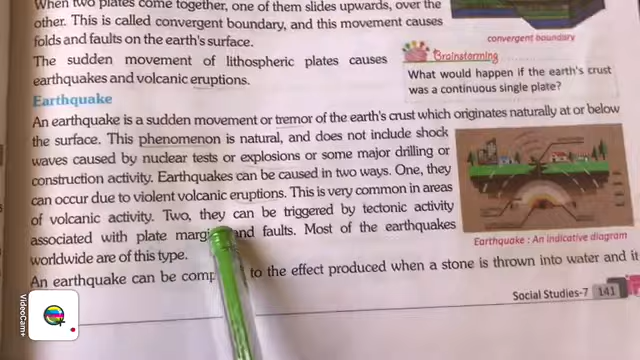 When two plates come together, one of them slides upwards, over the
other. This is called convergent boundary, and this movement causes
folds and faults on the earth's surface.
The sudden movement of lithospheric plates causes
earthquakes and volcanic eruptions.
convergent boundary
Brainstorming
What would happen if the earth's crust
was a continuous single plate?
Earthquake
An earthquake is a sudden movement or tremor of the earth's crust which originates naturally at or below
the surface. This phenomenon is natural, and does not include shock
waves caused by nuclear tests or explosions or some major drilling or
construction activity. Earthquakes can be caused in two ways. One, they
can occur due to violent volcanic eruptions. This is very common in areas
of volcanic activity. Two, they can be triggered by tectonic activity
associated with plate and faults. Most of the earthquakes
worldwide are of this type.
Earthquake : An indicative diagram
An earthquake can be to the effect produced when a stone is thrown into water and it
Social Studies-7 141
VideoCam+